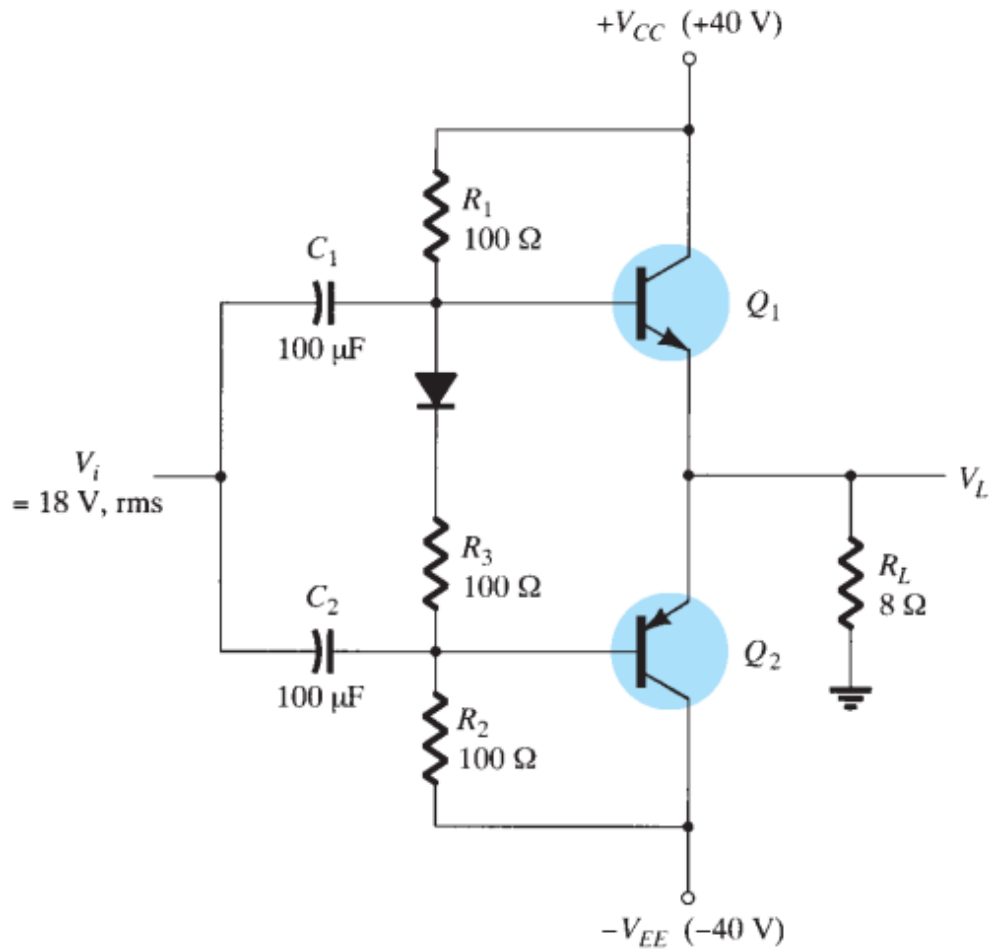 +V_CC (+40 V)
R_1
100 Ω
C_1
100 μF
Q_1
V_i
= 18 V, rms
V_L
R_3
100 Ω
R_L
8 Ω
C_2
100 μF
Q_2
R_2
100 Ω
−V_EE (−40 V)